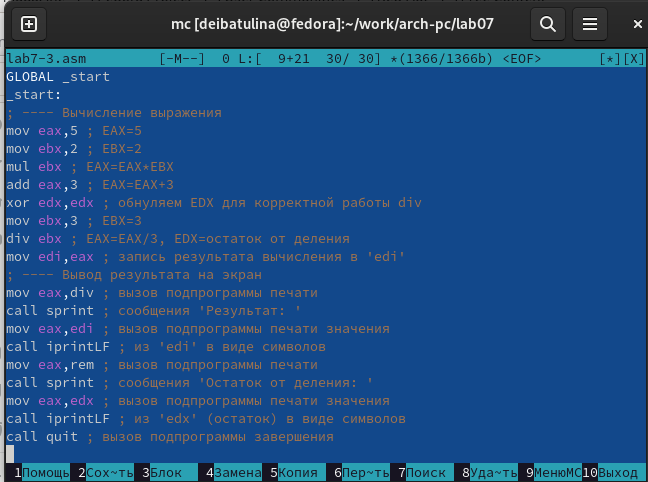 mc [deibatulina@fedora]:~/work/arch-pc/lab07
lab7-3.asm [-M--] 0 L:[ 9+21 30/ 30] *(1366/1366b) <EOF> [*][X]
GLOBAL _start
_start:
; ---- Вычисление выражения
mov eax,5 ; EAX=5
mov ebx,2 ; EBX=2
mul ebx ; EAX=EAX*EBX
add eax,3 ; EAX=EAX+3
xor edx,edx ; обнуляем EDX для корректной работы div
mov ebx,3 ; EBX=3
div ebx ; EAX=EAX/3, EDX=остаток от деления
mov edi,eax ; запись результата вычисления в 'edi'
; ---- Вывод результата на экран
mov eax,div ; вызов подпрограммы печати
call sprint ; сообщения 'Результат: '
mov eax,edi ; вызов подпрограммы печати значения
call iprintLF ; из 'edi' в виде символов
mov eax,rem ; вызов подпрограммы печати
call sprint ; сообщения 'Остаток от деления: '
mov eax,edx ; вызов подпрограммы печати значения
call iprintLF ; из 'edx' (остаток) в виде символов
call quit ; вызов подпрограммы завершения
1Помощь 2Сох~ть 3Блок 4Замена 5Копия 6Пер~ть 7Поиск 8Уда~ть 9МенюMC 10Выход